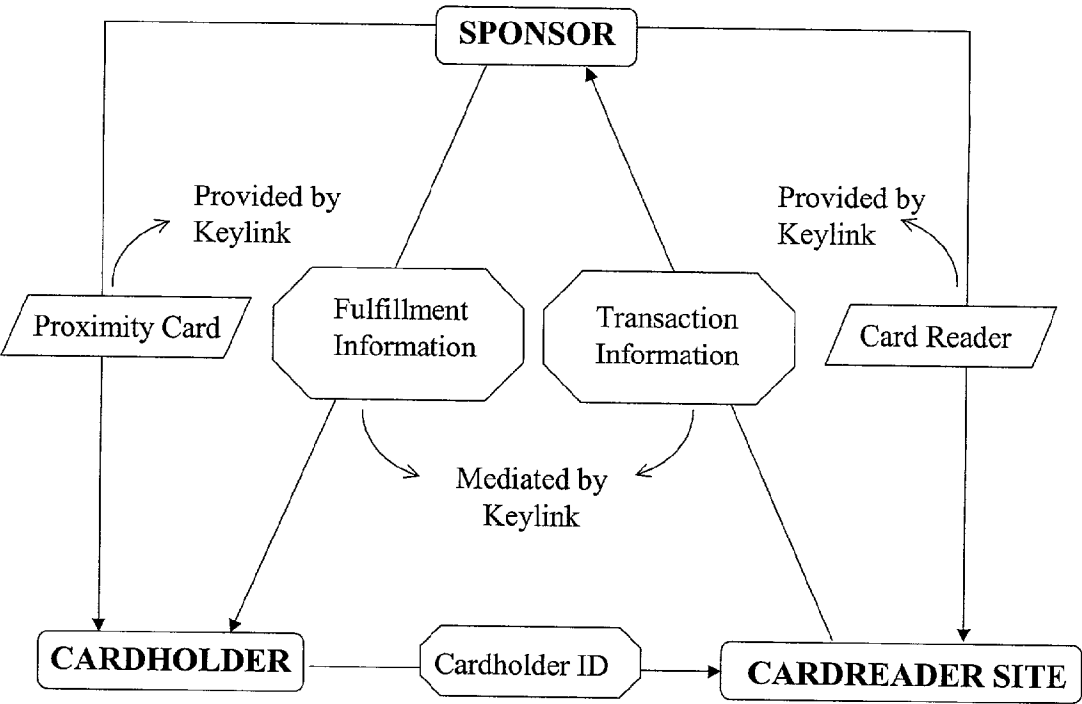 SPONSOR
Provided by
Keylink
Provided by
Keylink
Proximity Card
Fulfillment
Information
Transaction
Information
Card Reader
Mediated by
Keylink
CARDHOLDER
Cardholder ID
CARDREADER SITE